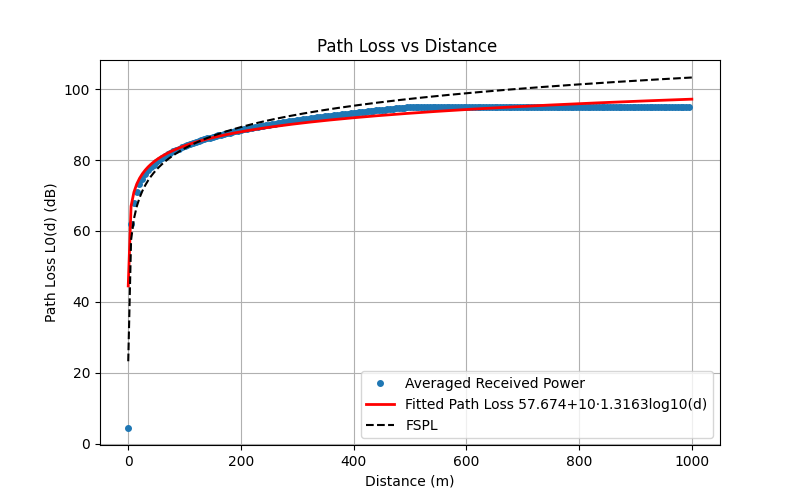 Path Loss vs Distance
Path Loss L0(d) (dB)
100
80
60
40
20
0
0 200 400 600 800 1000
Distance (m)
Averaged Received Power
Fitted Path Loss 57.674+10·1.3163log10(d)
FSPL